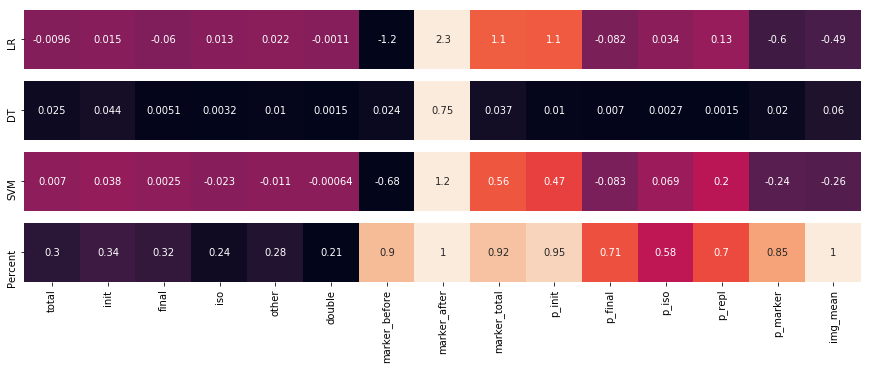 LR -0.0096 0.015 -0.06 0.013 0.022 -0.0011 -1.2 2.3 1.1 1.1 -0.082 0.034 0.13 -0.6 -0.49
DT 0.025 0.044 0.0051 0.0032 0.01 0.0015 0.024 0.75 0.037 0.01 0.007 0.0027 0.0015 0.02 0.06
SVM 0.007 0.038 0.0025 -0.023 -0.011 -0.00064 -0.68 1.2 0.56 0.47 -0.083 0.069 0.2 -0.24 -0.26
Percent 0.3 0.34 0.32 0.24 0.28 0.21 0.9 1 0.92 0.95 0.71 0.58 0.7 0.85 1
total init final iso other double marker_before marker_after marker_total p_init p_final p_iso p_repl p_marker img_mean